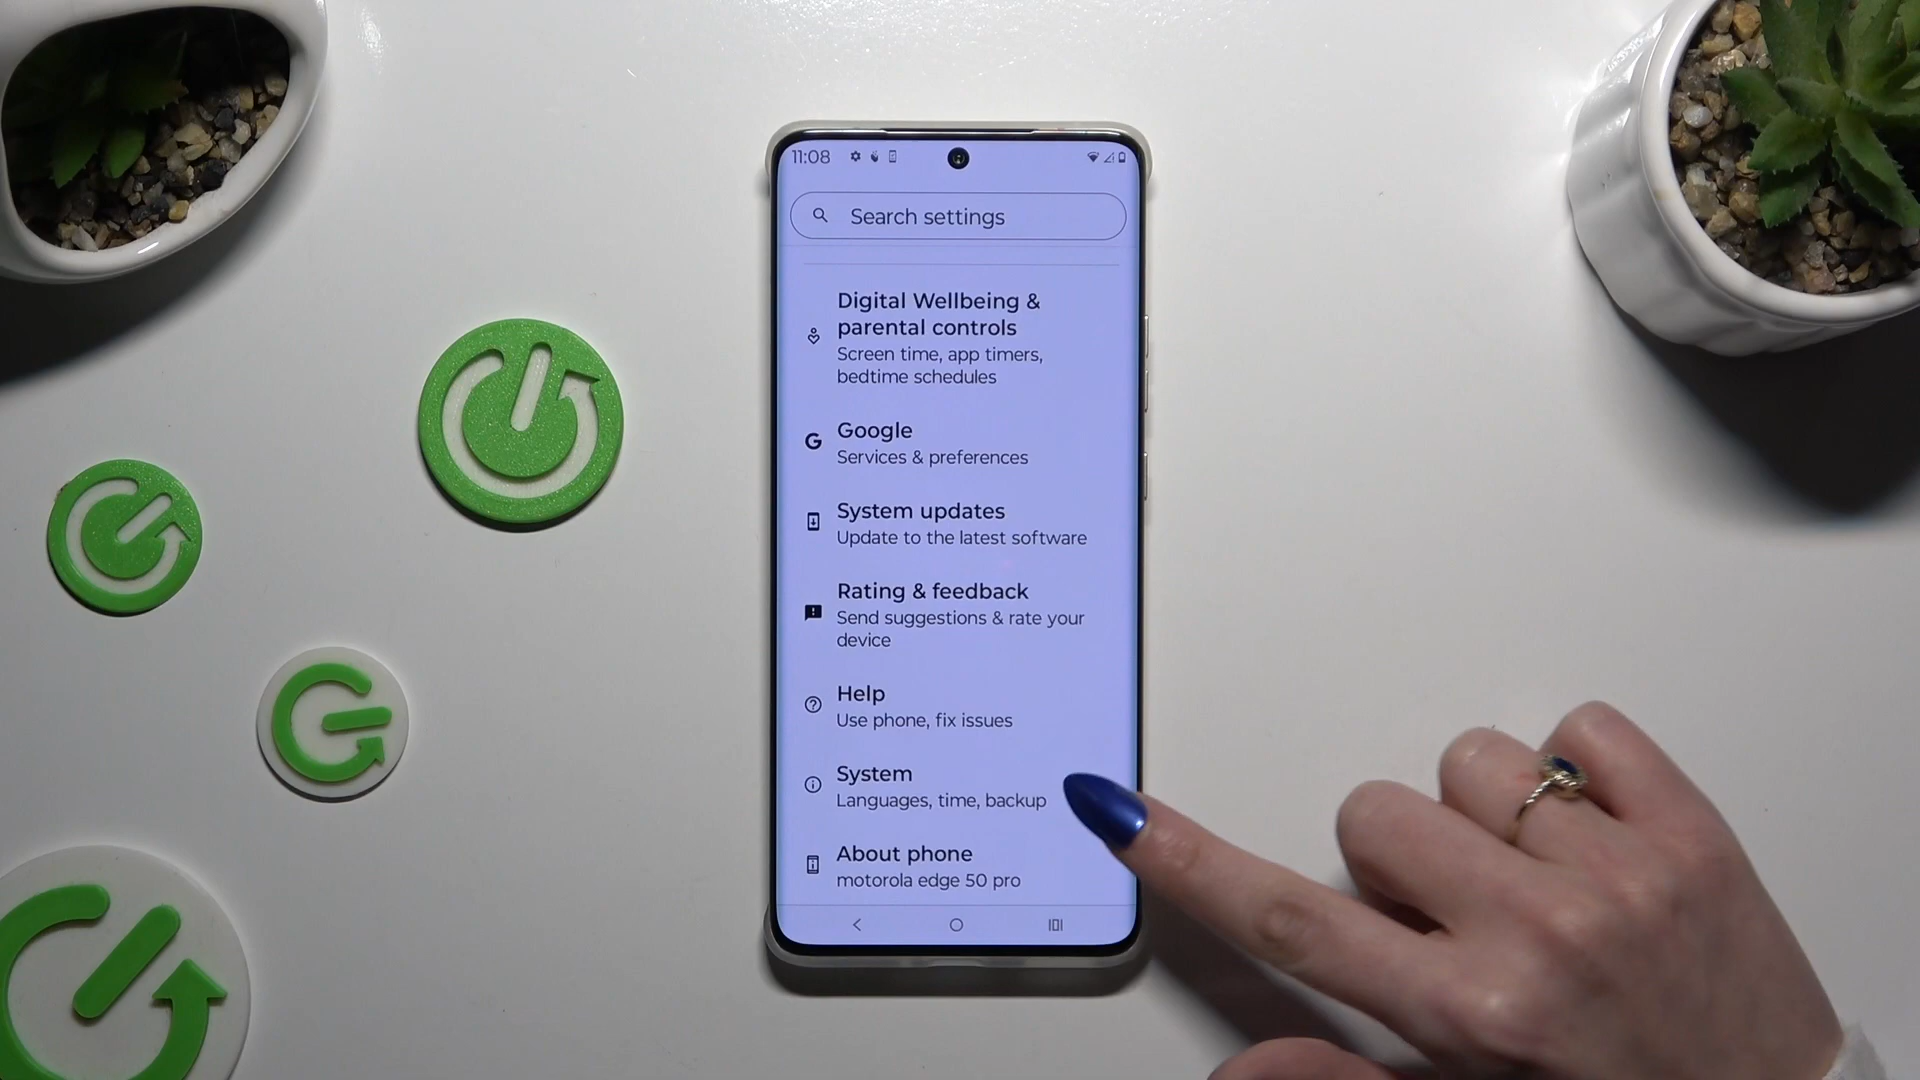 11:08
Search settings
Digital Wellbeing &
parental controls
Screen time, app timers,
bedtime schedules
Google
Services & preferences
System updates
Update to the latest software
Rating & feedback
Send suggestions & rate your
device
Help
Use phone, fix issues
System
Languages, time, backup
About phone
motorola edge 50 pro